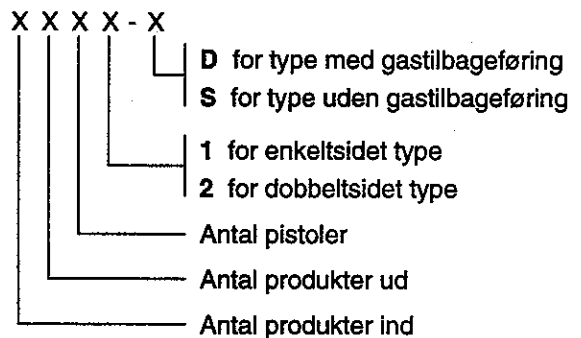 X X X X - X
D for type med gastilbageføring
S for type uden gastilbageføring
1 for enkeltsidet type
2 for dobbeltsidet type
Antal pistoler
Antal produkter ud
Antal produkter ind